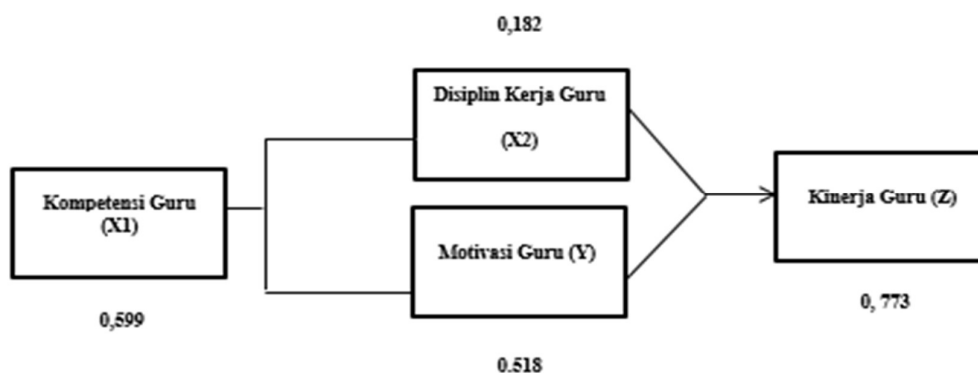 0,182
Disiplin Kerja Guru
(X2)
Kompetensi Guru
(X1)
Motivasi Guru (Y)
Kinerja Guru (Z)
0,599
0.518
0, 773